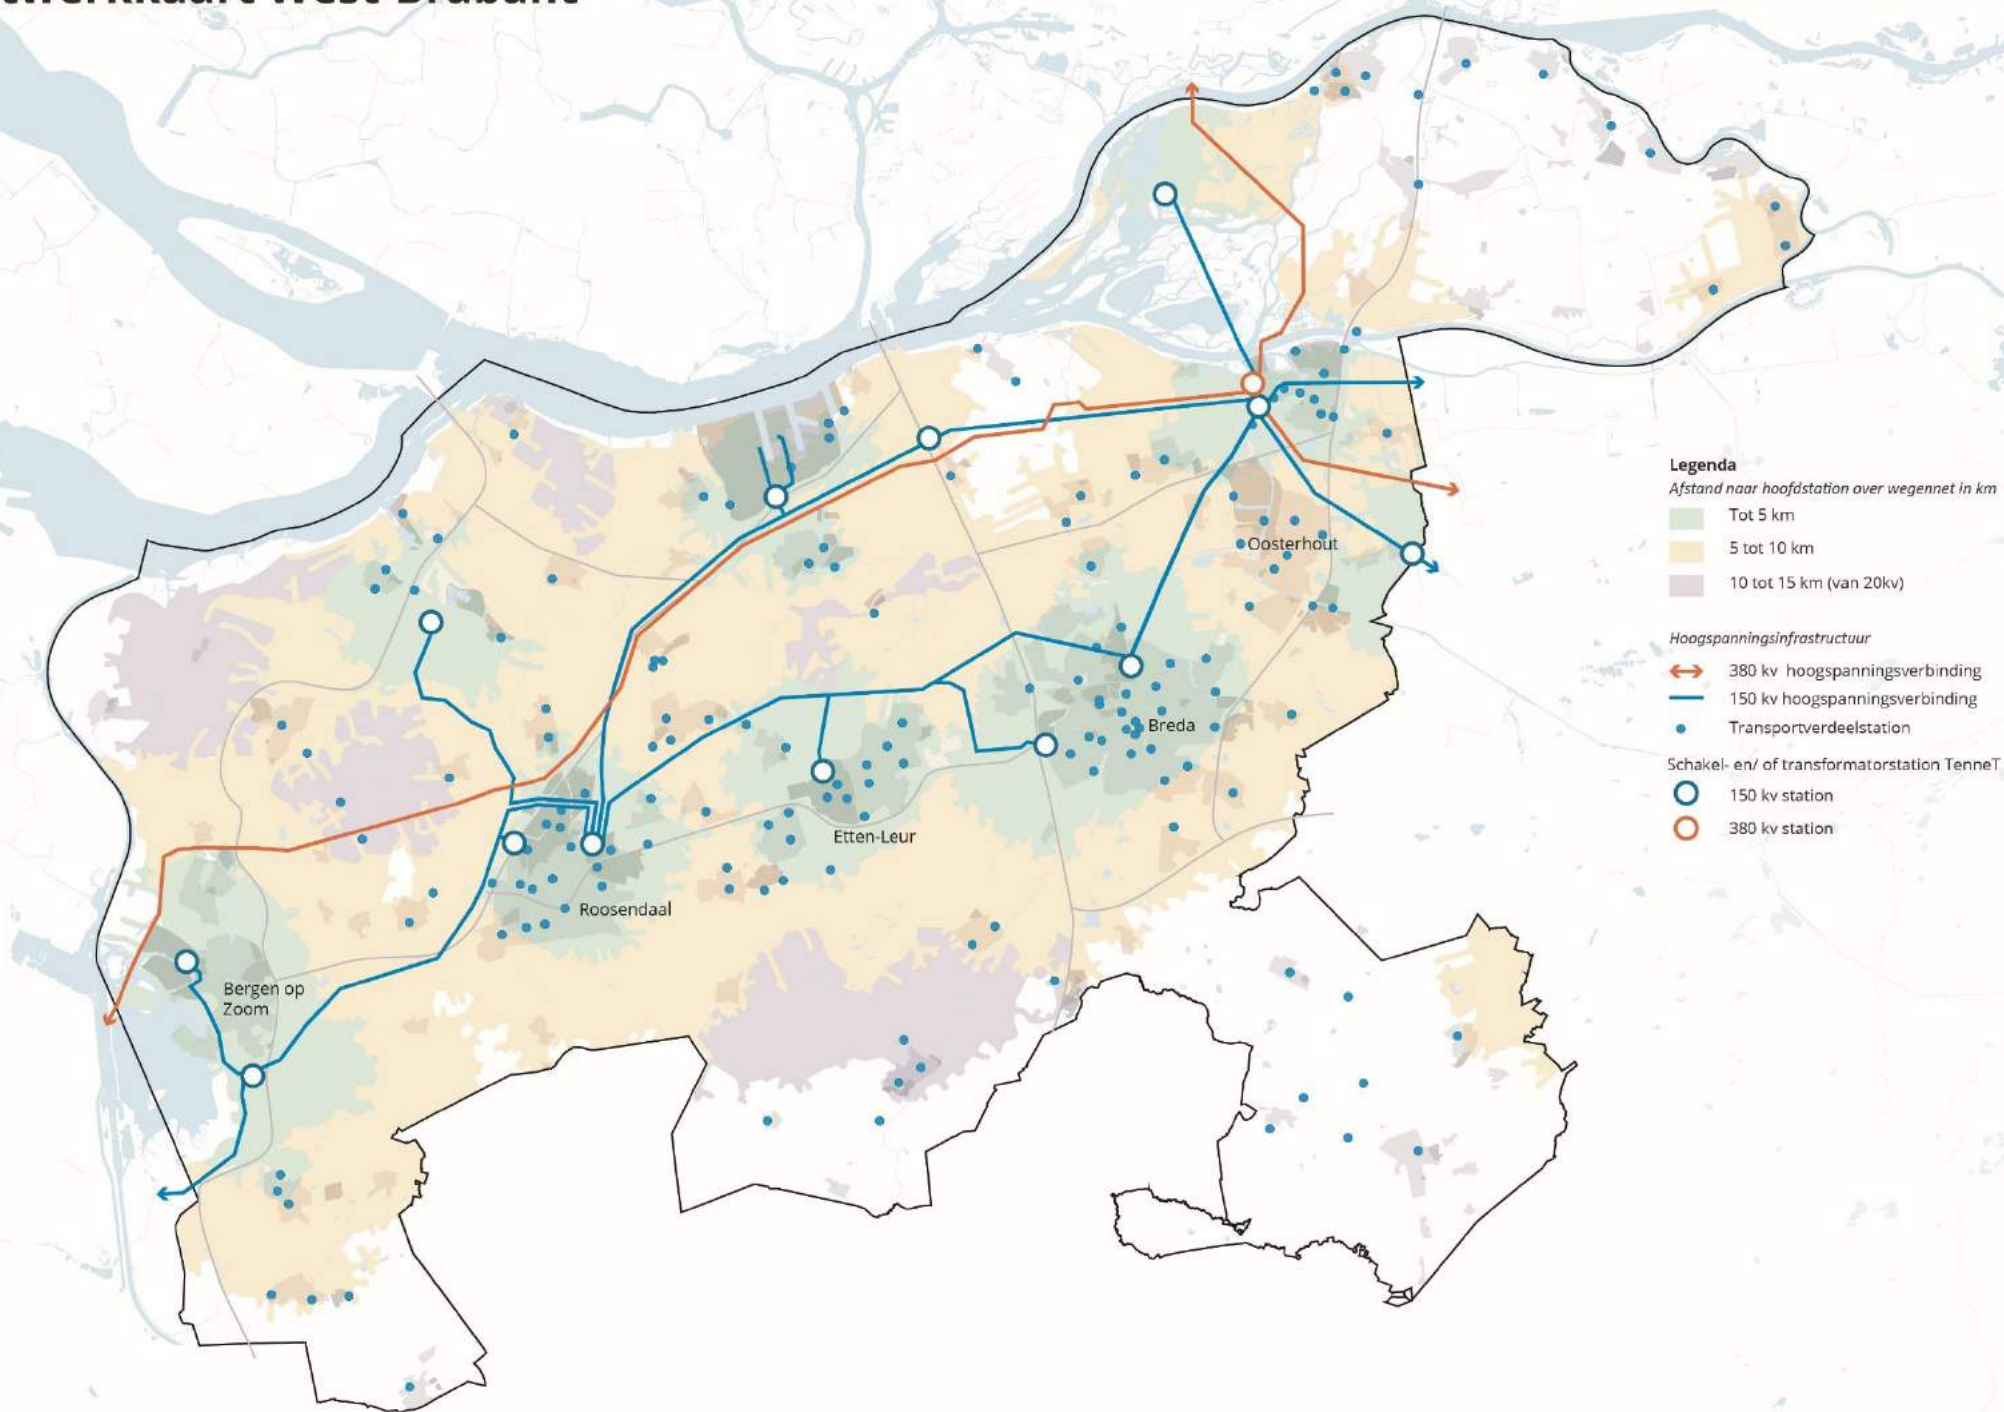 West-Brabant
Oosterhout
Breda
Etten-Leur
Roosendaal
Bergen op
Zoom
Legenda
Afstand naar hoofdstation over wegennet in km
Tot 5 km
5 tot 10 km
10 tot 15 km (van 20kv)
Hoogspanningsinfrastructuur
380 kv hoogspanningsverbinding
150 kv hoogspanningsverbinding
Transportverdeelstation
Schakel- en/ of transformatorstation TenneT
150 kv station
380 kv station